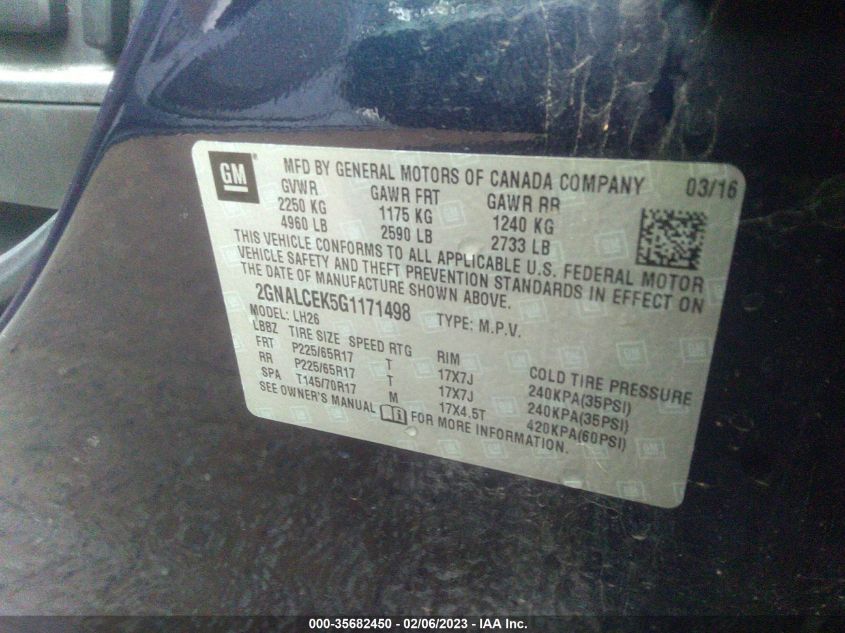 GM
MFD BY GENERAL MOTORS OF CANADA COMPANY 03/16
GVWR GAWR FRT GAWR RR
2250 KG 1175 KG 1240 KG
4960 LB 2590 LB 2733 LB
THIS VEHICLE CONFORMS TO ALL APPLICABLE U.S. FEDERAL MOTOR
VEHICLE SAFETY AND THEFT PREVENTION STANDARDS IN EFFECT ON
THE DATE OF MANUFACTURE SHOWN ABOVE.
2GNALCEK5G1171498 TYPE: M.P.V.
MODEL: LH26
LBBZ TIRE SIZE SPEED RTG RIM COLD TIRE PRESSURE
FRT P225/65R17 T 17X7J 240KPA(35PSI)
RR P225/65R17 T 17X7J 240KPA(35PSI)
SPA T145/70R17 M 17X4.5T 420KPA(60PSI)
SEE OWNER'S MANUAL FOR MORE INFORMATION.
000-35682450 - 02/06/2023 - IAA Inc.